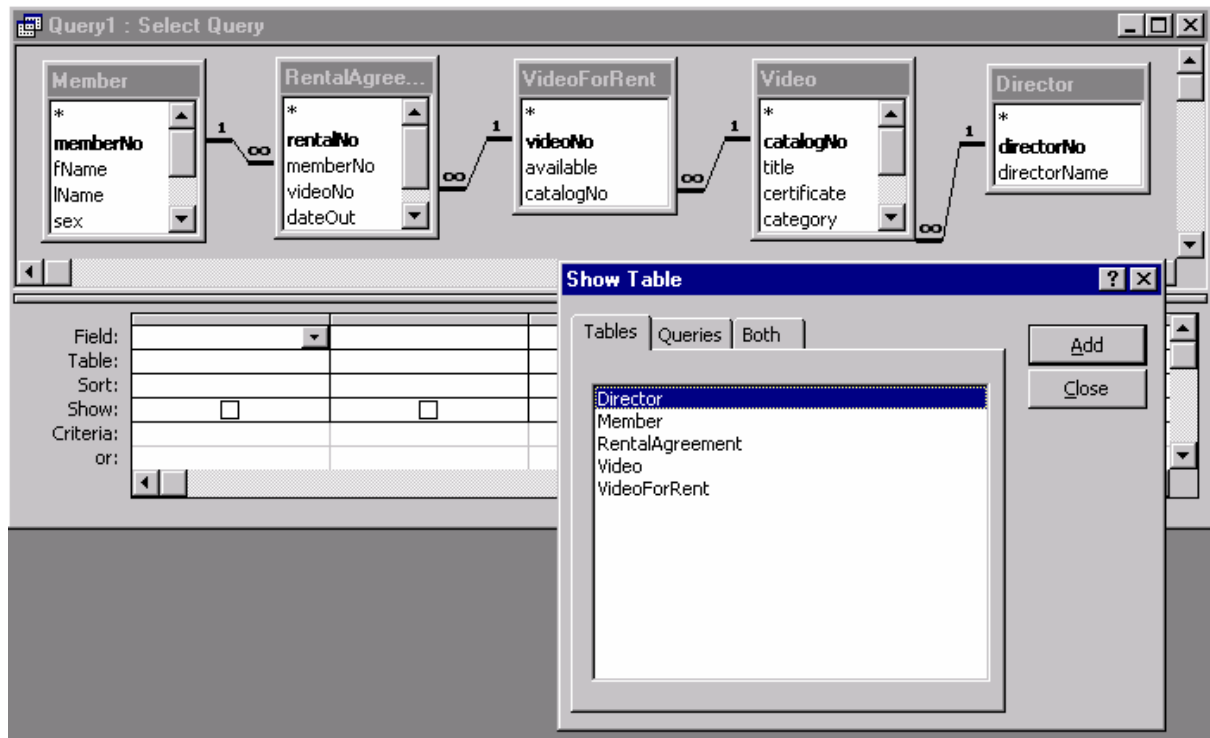 Query1 : Select Query
Member
*
memberNo
fName
lName
sex
1
∞
RentalAgree...
*
rentalNo
memberNo
videoNo
dateOut
∞
1
VideoForRent
*
videoNo
available
catalogNo
∞
1
Video
*
catalogNo
title
certificate
category
∞
1
Director
*
directorNo
directorName
Field:
Table:
Sort:
Show:
Criteria:
or:
Show Table
Tables Queries Both
Director
Member
RentalAgreement
Video
VideoForRent
Add
Close